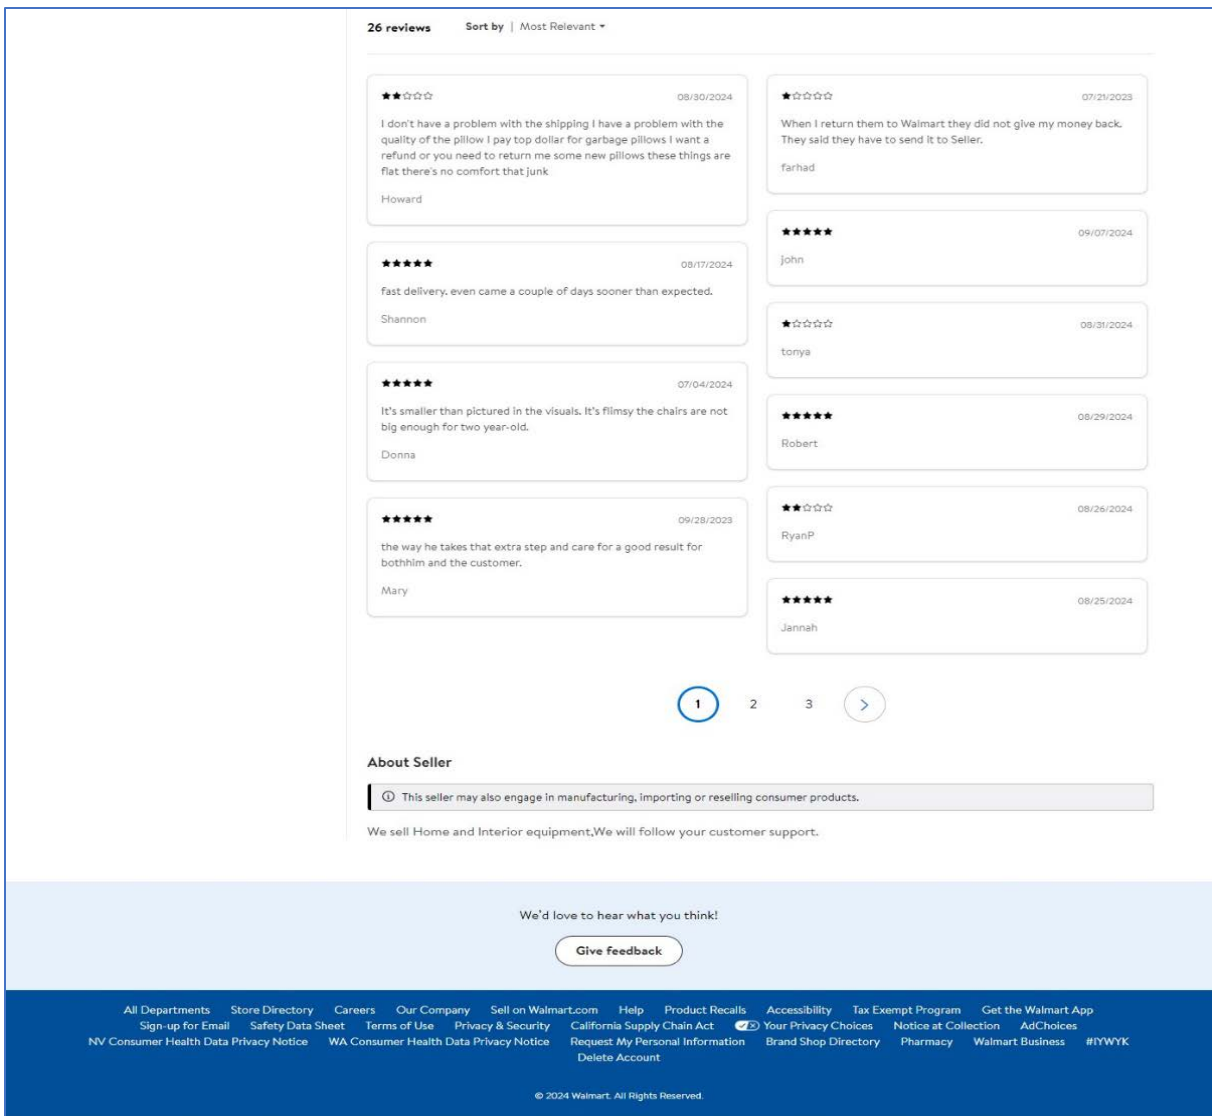 26 reviews Sort by | Most Relevant
08/30/2024
I don't have a problem with the shipping I have a problem with the
quality of the pillow I pay top dollar for garbage pillows I want a
refund or you need to return me some new pillows these things are
flat there's no comfort that junk
Howard
08/17/2024
fast delivery. even came a couple of days sooner than expected.
Shannon
07/04/2024
It's smaller than pictured in the visuals. It's flimsy the chairs are not
big enough for two year-old.
Donna
09/28/2023
the way he takes that extra step and care for a good result for
bothhim and the customer.
Mary
07/21/2023
When I return them to Walmart they did not give my money back.
They said they have to send it to Seller.
farhad
09/07/2024
john
08/31/2024
tonya
08/29/2024
Robert
08/26/2024
RyanP
08/25/2024
Jannah
1 2 3 >
About Seller
This seller may also engage in manufacturing, importing or reselling consumer products.
We sell Home and Interior equipment,We will follow your customer support.
We'd love to hear what you think!
Give feedback
All Departments Store Directory Careers Our Company Sell on Walmart.com Help Product Recalls Accessibility Tax Exempt Program Get the Walmart App
Sign-up for Email Safety Data Sheet Terms of Use Privacy & Security California Supply Chain Act Your Privacy Choices Notice at Collection AdChoices
NV Consumer Health Data Privacy Notice WA Consumer Health Data Privacy Notice Request My Personal Information Brand Shop Directory Pharmacy Walmart Business #IYWYK
Delete Account
© 2024 Walmart. All Rights Reserved.